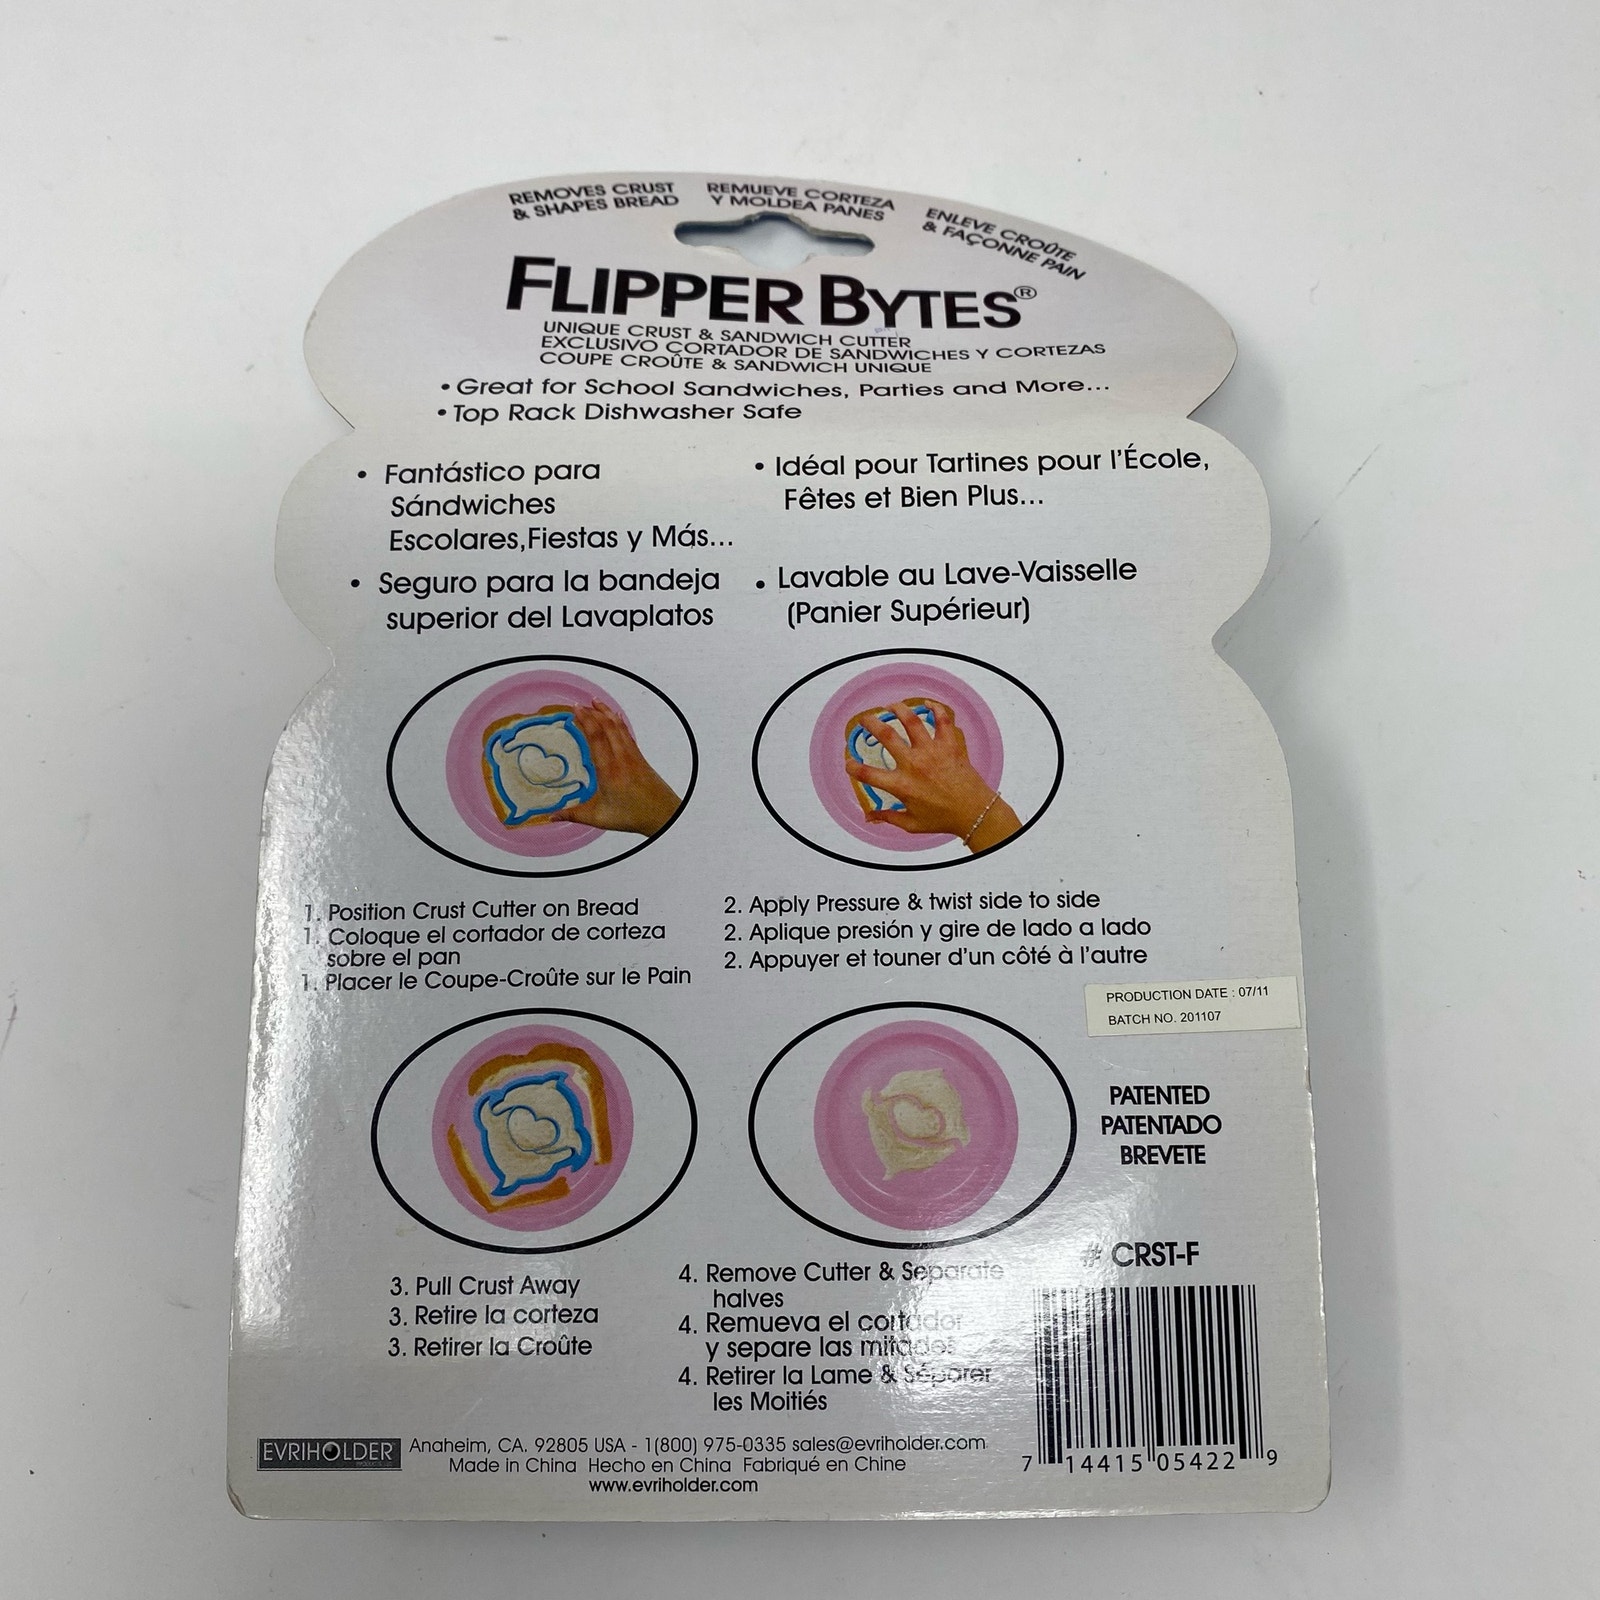 REMOVES CRUST
& SHAPES BREAD
REMUEVE CORTEZA
Y MOLDEA PANES
ENLEVE CROÛTE
& FAÇONNE PAIN
FLIPPER BYTES®
UNIQUE CRUST & SANDWICH CUTTER
EXCLUSIVO CORTADOR DE SANDWICHES Y CORTEZAS
COUPE CROÛTE & SANDWICH UNIQUE
• Great for School Sandwiches, Parties and More...
• Top Rack Dishwasher Safe
• Fantástico para
Sándwiches
Escolares,Fiestas y Más...
• Seguro para la bandeja
superior del Lavaplatos
• Idéal pour Tartines pour l'École,
Fêtes et Bien Plus...
• Lavable au Lave-Vaisselle
(Panier Supérieur)
1. Position Crust Cutter on Bread
1. Coloque el cortador de corteza
sobre el pan
1. Placer le Coupe-Croûte sur le Pain
2. Apply Pressure & twist side to side
2. Aplique presión y gire de lado a lado
2. Appuyer et touner d'un côté à l'autre
PRODUCTION DATE : 07/11
BATCH NO. 201107
PATENTED
PATENTADO
BREVETE
3. Pull Crust Away
3. Retire la corteza
3. Retirer la Croûte
4. Remove Cutter & Separate
halves
4. Remueva el cortador
y separe las mitades
4. Retirer la Lame & Séparer
les Moitiés
# CRST-F
7 14415 05422 9
EVRIHOLDER
Anaheim, CA. 92805 USA - 1(800) 975-0335 sales@evriholder.com
Made in China Hecho en China Fabriqué en Chine
www.evriholder.com